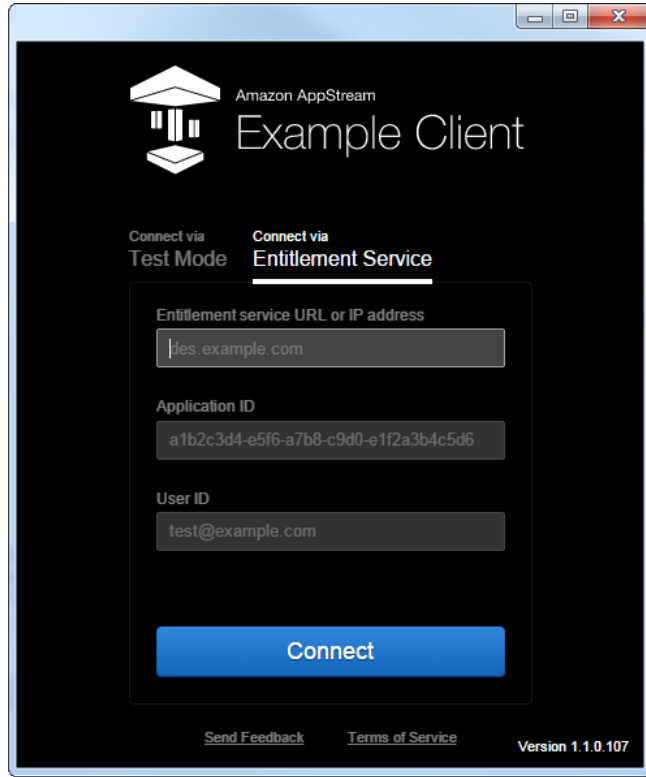 Amazon AppStream
Example Client
Connect via
Test Mode
Connect via
Entitlement Service
Entitlement service URL or IP address
des.example.com
Application ID
a1b2c3d4-e5f6-a7b8-c9d0-e1f2a3b4c5d6
User ID
test@example.com
Connect
Send Feedback
Terms of Service
Version 1.1.0.107